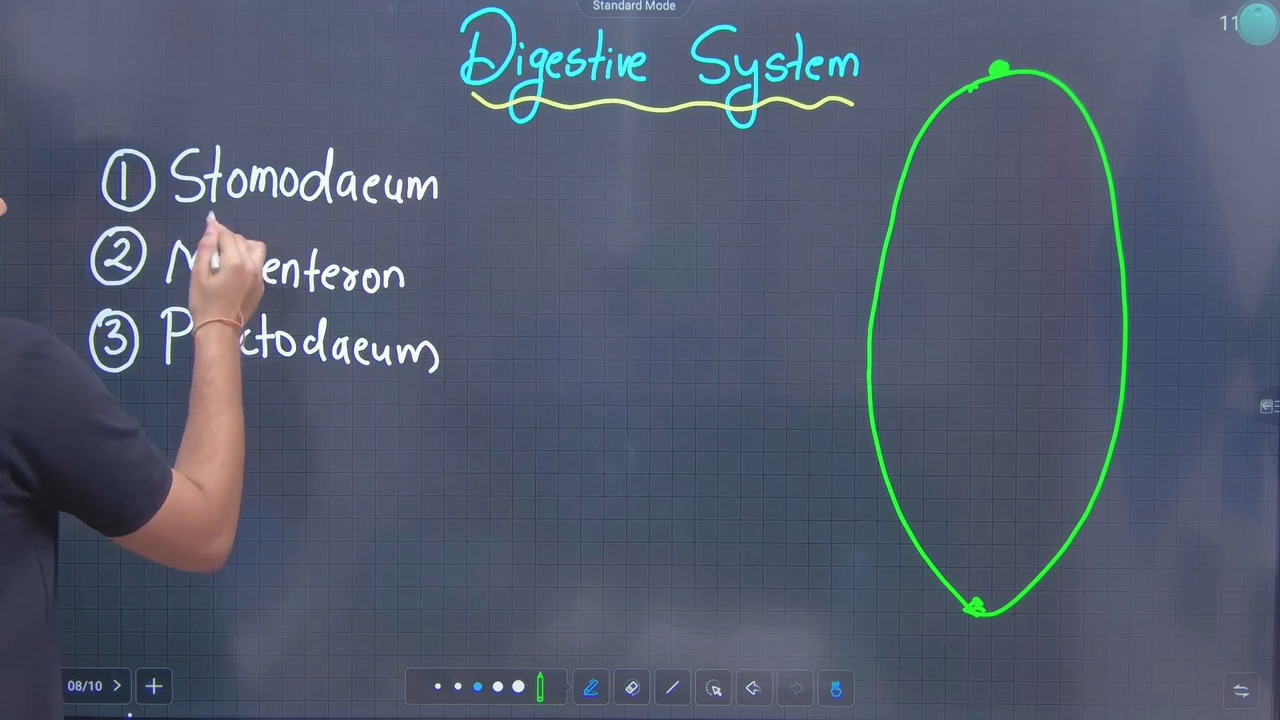 Standard Mode
11
Digestive System
① Stomodaeum
②
③
08/10